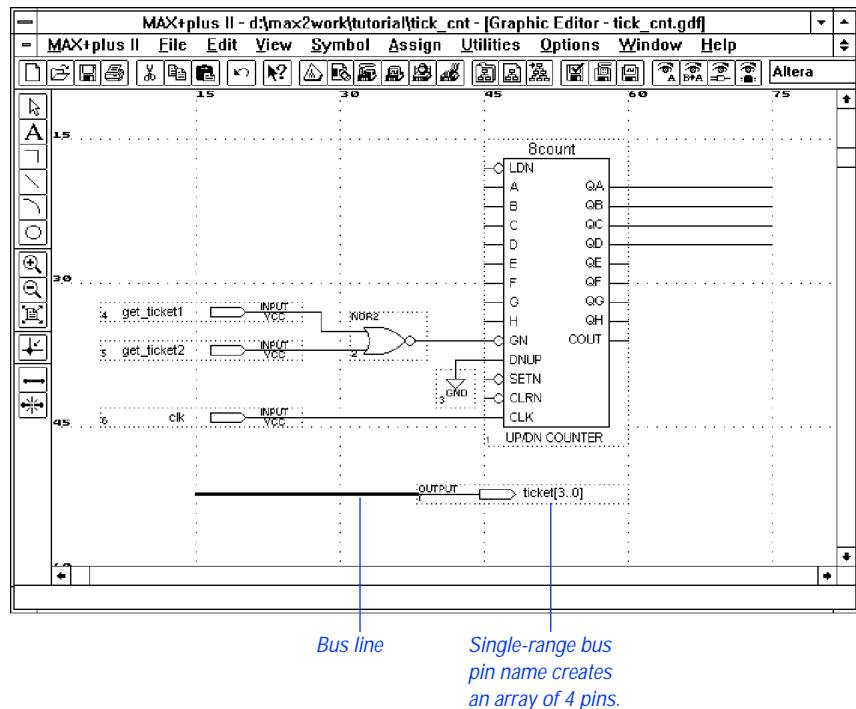 MAX+plus II - d:\max2work\tutorial\tick_cnt - [Graphic Editor - tick_cnt.gdf]
MAX+plus II File Edit View Symbol Assign Utilities Options Window Help
Altera
15 30 45 60 75
15
8count
LDN
A QA
B QB
C QC
D QD
E QE
30
F QF
G QG
H QH
4 get_ticket1 INPUT VCC
NOR2
GN COUT
5 get_ticket2 INPUT VCC
2
DNUP
SETN
3 GND
CLRN
6 clk INPUT VCC
CLK
45
1 UP/DN COUNTER
OUTPUT ticket[3..0]
60
Bus line
Single-range bus
pin name creates
an array of 4 pins.